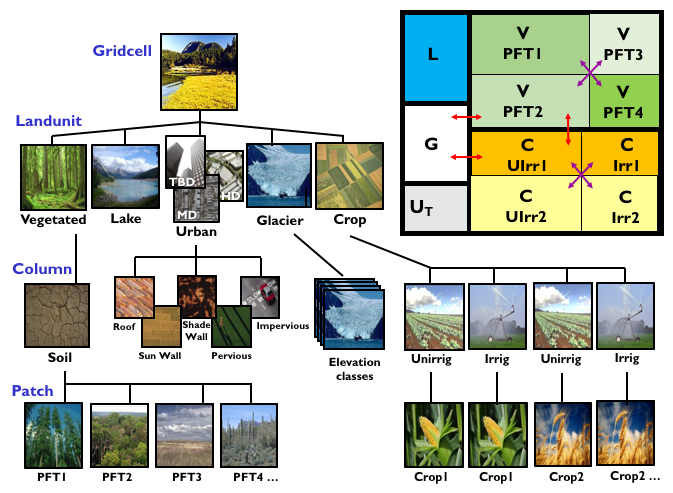 Gridcell
L
V
PFT1
V
PFT3
V
PFT2
V
PFT4
G
C
UIrr1
C
Irr1
UT
C
UIrr2
C
Irr2
Landunit
TBD
HD
MD
Vegetated
Lake
Urban
Glacier
Crop
Column
Soil
Roof
Sun Wall
Shade
Wall
Pervious
Impervious
SLOW
Elevation
classes
Unirrig
Irrig
Unirrig
Irrig
Patch
PFT1
PFT2
PFT3
PFT4 ...
Crop1
Crop1
Crop2
Crop2 ...